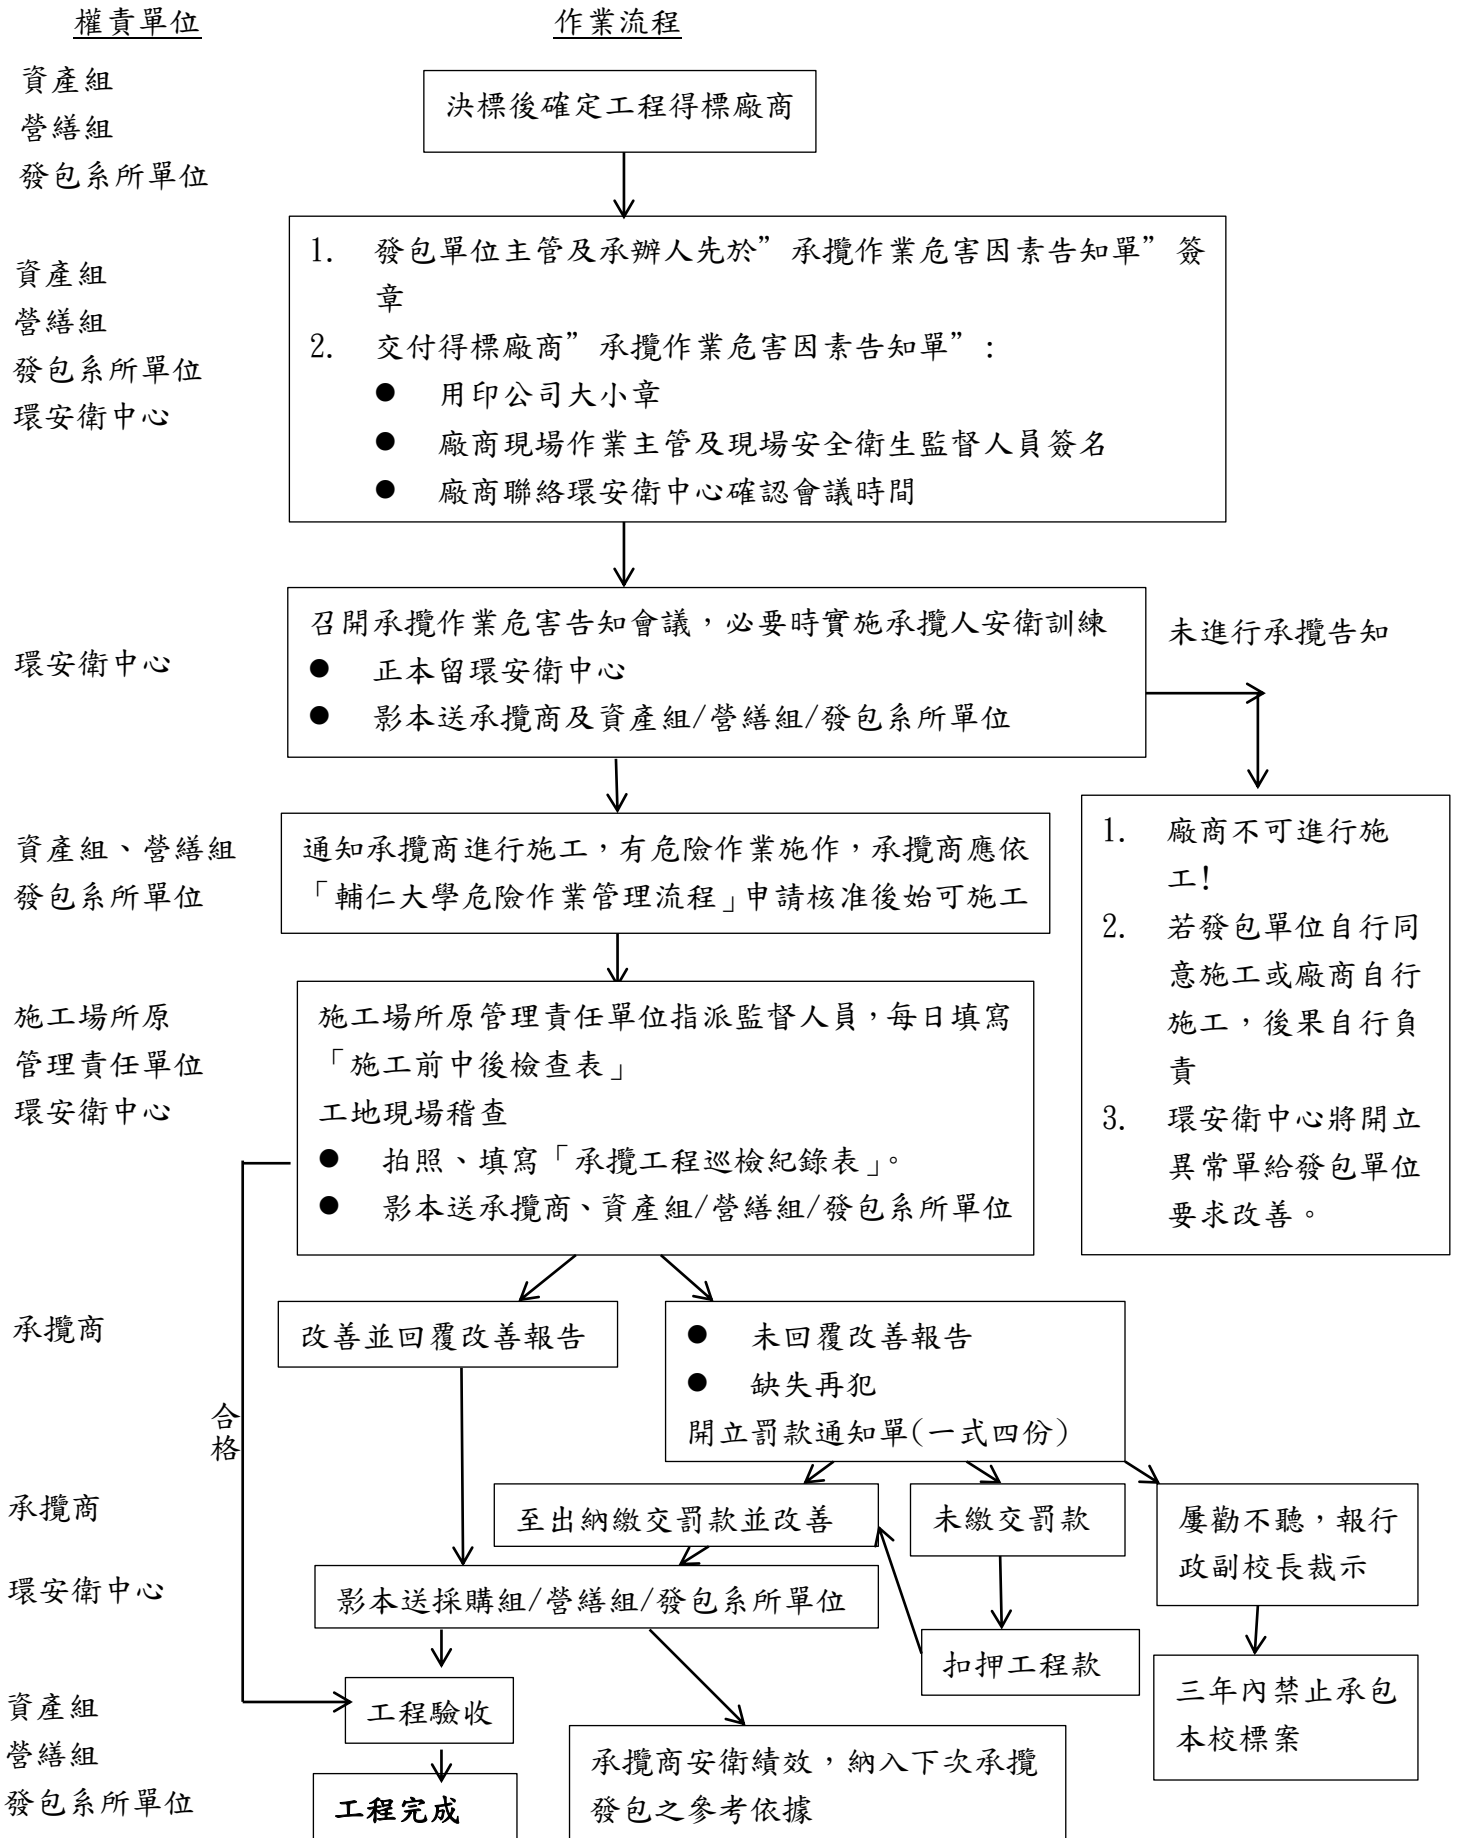 權責單位
作業流程
資產組
營繕組
發包系所單位
決標後確定工程得標廠商
資產組
營繕組
發包系所單位
環安衛中心
1. 發包單位主管及承辦人先於”承攬作業危害因素告知單”簽
章
2. 交付得標廠商”承攬作業危害因素告知單”:
● 用印公司大小章
● 廠商現場作業主管及現場安全衛生監督人員簽名
● 廠商聯絡環安衛中心確認會議時間
環安衛中心
召開承攬作業危害告知會議，必要時實施承攬人安衛訓練
● 正本留環安衛中心
● 影本送承攬商及資產組/營繕組/發包系所單位
未進行承攬告知
資產組、營繕組
發包系所單位
通知承攬商進行施工，有危險作業施作，承攬商應依
「輔仁大學危險作業管理流程」申請核准後始可施工
1. 廠商不可進行施
工!
2. 若發包單位自行同
意施工或廠商自行
施工，後果自行負
責
3. 環安衛中心將開立
異常單給發包單位
要求改善。
施工場所原
管理責任單位
環安衛中心
施工場所原管理責任單位指派監督人員，每日填寫
「施工前中後檢查表」
工地現場稽查
● 拍照、填寫「承攬工程巡檢紀錄表」。
● 影本送承攬商、資產組/營繕組/發包系所單位
承攬商
改善並回覆改善報告
● 未回覆改善報告
● 缺失再犯
開立罰款通知單(一式四份)
合
格
承攬商
至出納繳交罰款並改善
未繳交罰款
屢勸不聽，報行
政副校長裁示
環安衛中心
影本送採購組/營繕組/發包系所單位
扣押工程款
三年內禁止承包
本校標案
資產組
營繕組
發包系所單位
工程驗收
工程完成
承攬商安衛績效，納入下次承攬
發包之參考依據